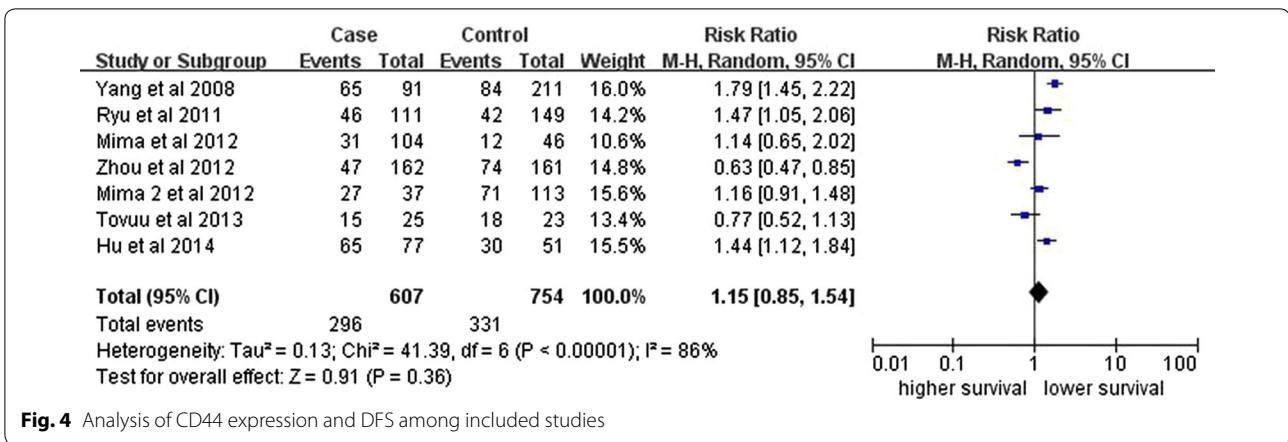 Case Control Risk Ratio Risk Ratio
Study or Subgroup Events Total Events Total Weight M-H, Random, 95% CI M-H, Random, 95% CI
Yang et al 2008 65 91 84 211 16.0% 1.79 [1.45, 2.22]
Ryu et al 2011 46 111 42 149 14.2% 1.47 [1.05, 2.06]
Mima et al 2012 31 104 12 46 10.6% 1.14 [0.65, 2.02]
Zhou et al 2012 47 162 74 161 14.8% 0.63 [0.47, 0.85]
Mima 2 et al 2012 27 37 71 113 15.6% 1.16 [0.91, 1.48]
Tovuu et al 2013 15 25 18 23 13.4% 0.77 [0.52, 1.13]
Hu et al 2014 65 77 30 51 15.5% 1.44 [1.12, 1.84]
Total (95% CI) 607 754 100.0% 1.15 [0.85, 1.54]
Total events 296 331
Heterogeneity: Tau² = 0.13; Chi² = 41.39, df = 6 (P < 0.00001); I² = 86%
Test for overall effect: Z = 0.91 (P = 0.36)
0.01 0.1 1 10 100
higher survival lower survival
Fig. 4 Analysis of CD44 expression and DFS among included studies